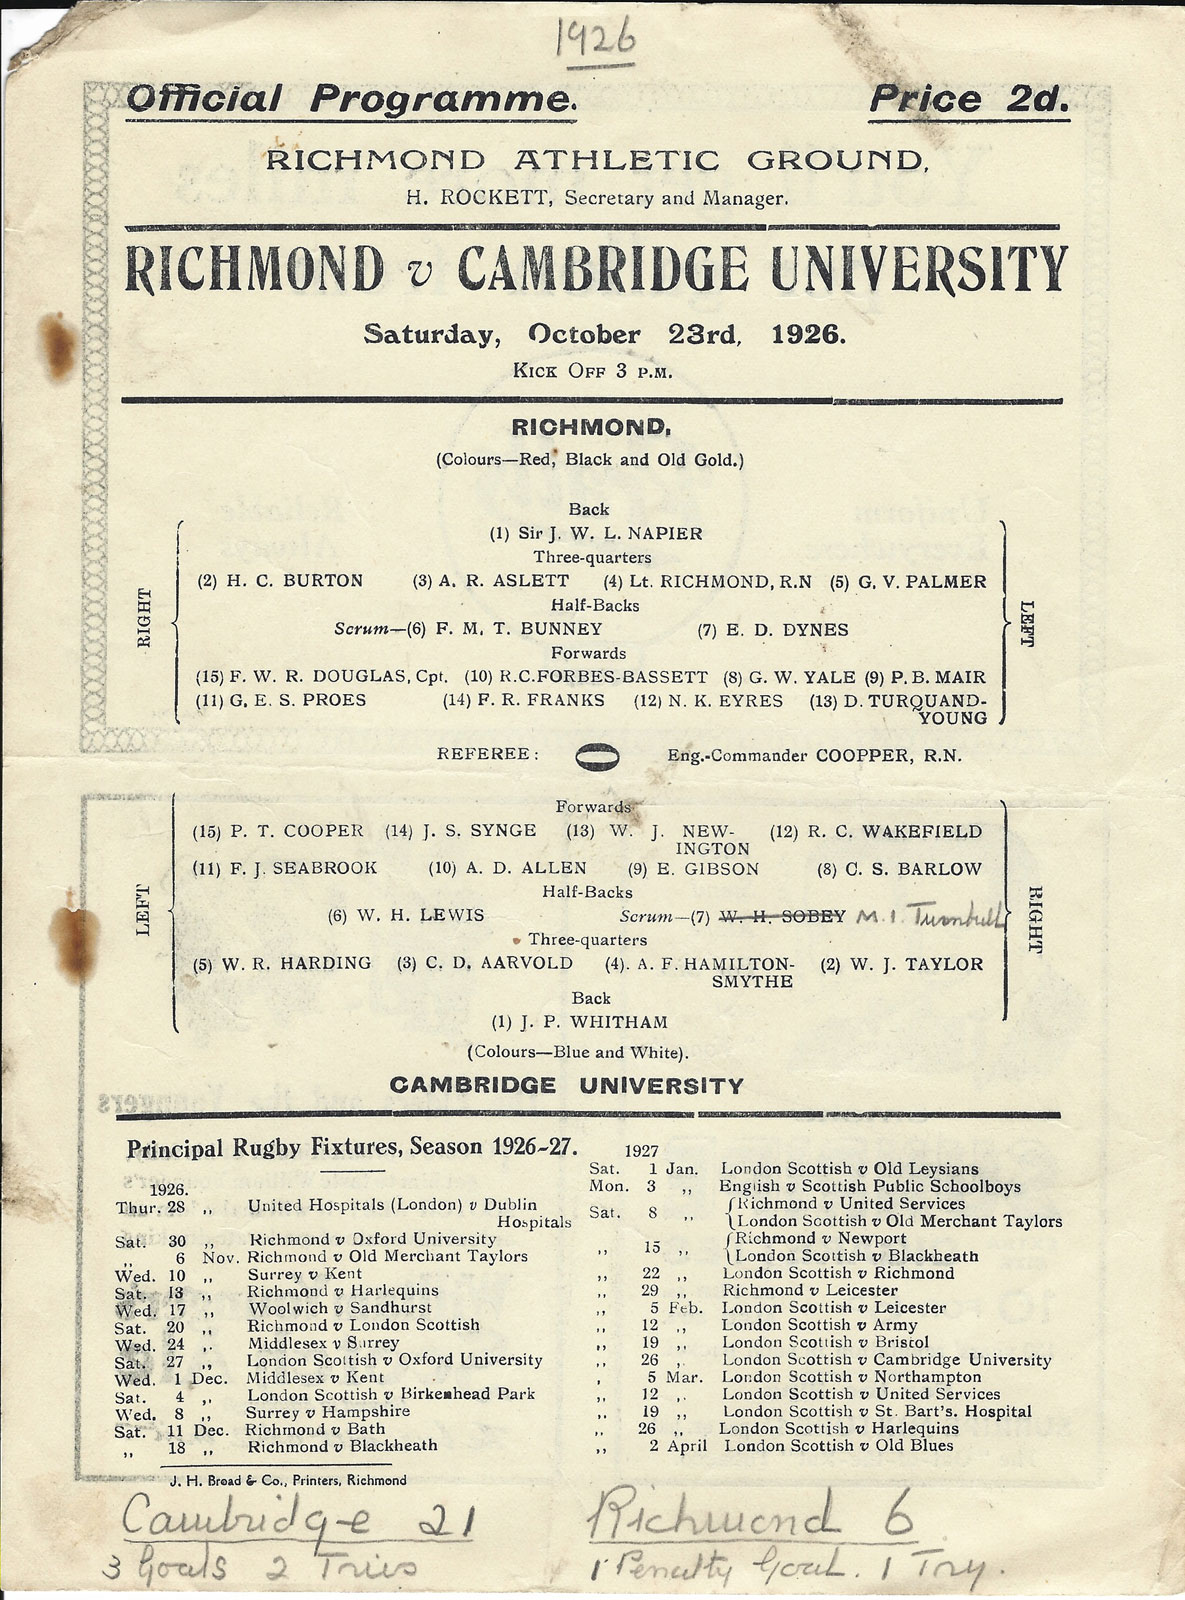 1926
Official Programme. Price 2d.
RICHMOND ATHLETIC GROUND,
H. ROCKETT, Secretary and Manager.
RICHMOND v CAMBRIDGE UNIVERSITY
Saturday, October 23rd, 1926.
KICK OFF 3 P.M.
RICHMOND.
(Colours—Red, Black and Old Gold.)
Back
(1) Sir J. W. L. NAPIER
Three-quarters
(2) H. C. BURTON (3) A. R. ASLETT (4) Lt. RICHMOND, R.N (5) G. V. PALMER
Half-Backs
RIGHT
LEFT
Scrum—(6) F. M. T. BUNNEY (7) E. D. DYNES
Forwards
(15) F. W. R. DOUGLAS, Cpt. (10) R.C.FORBES-BASSETT (8) G. W. YALE (9) P. B. MAIR
(11) G. E. S. PROES (14) F. R. FRANKS (12) N. K. EYRES (13) D. TURQUAND-
YOUNG
REFEREE: O Eng.-Commander COOPPER, R.N.
Forwards
(15) P. T. COOPER (14) J. S. SYNGE (13) W. J. NEW- (12) R. C. WAKEFIELD
INGTON
(11) F. J. SEABROOK (10) A. D. ALLEN (9) E. GIBSON (8) C. S. BARLOW
Half-Backs
LEFT
RIGHT
(6) W. H. LEWIS Scrum—(7) W. H. SOBEY M. I. Turnbull
Three-quarters
(5) W. R. HARDING (3) C. D. AARVOLD (4). A. F. HAMILTON- (2) W. J. TAYLOR
SMYTHE
Back
(1) J. P. WHITHAM
(Colours—Blue and White).
CAMBRIDGE UNIVERSITY
Principal Rugby Fixtures, Season 1926-27.
1926.
Thur. 28 ,, United Hospitals (London) v Dublin
Hospitals
Sat. 30 ,, Richmond v Oxford University
,, 6 Nov. Richmond v Old Merchant Taylors
Wed. 10 ,, Surrey v Kent
Sat. 13 ,, Richmond v Harlequins
Wed. 17 ,, Woolwich v Sandhurst
Sat. 20 ,, Richmond v London Scottish
Wed. 24 ,. Middlesex v Surrey
Sat. 27 ,, London Scottish v Oxford University
Wed. 1 Dec. Middlesex v Kent
Sat. 4 ,, London Scottish v Birkenhead Park
Wed. 8 ,, Surrey v Hampshire
Sat. 11 Dec. Richmond v Bath
,, 18 ,, Richmond v Blackheath
J. H. Broad & Co., Printers, Richmond
1927
Sat. 1 Jan. London Scottish v Old Leysians
Mon. 3 ,, English v Scottish Public Schoolboys
Sat. 8 ,, Richmond v United Services
London Scottish v Old Merchant Taylors
,, 15 ,, Richmond v Newport
London Scottish v Blackheath
,, 22 ,, London Scottish v Richmond
,, 29 ,, Richmond v Leicester
,, 5 Feb. London Scottish v Leicester
,, 12 ,, London Scottish v Army
,, 19 ,, London Scottish v Bristol
,, 26 ,. London Scottish v Cambridge University
, 5 Mar. London Scottish v Northampton
,, 12 ,. London Scottish v United Services
,, 19 ,, London Scottish v St. Bart's. Hospital
,, 26 ,, London Scottish v Harlequins
,, 2 April London Scottish v Old Blues
Cambridge 21 Richmond 6
3 Goals 2 Tries 1 Penalty Goal. 1 Try.